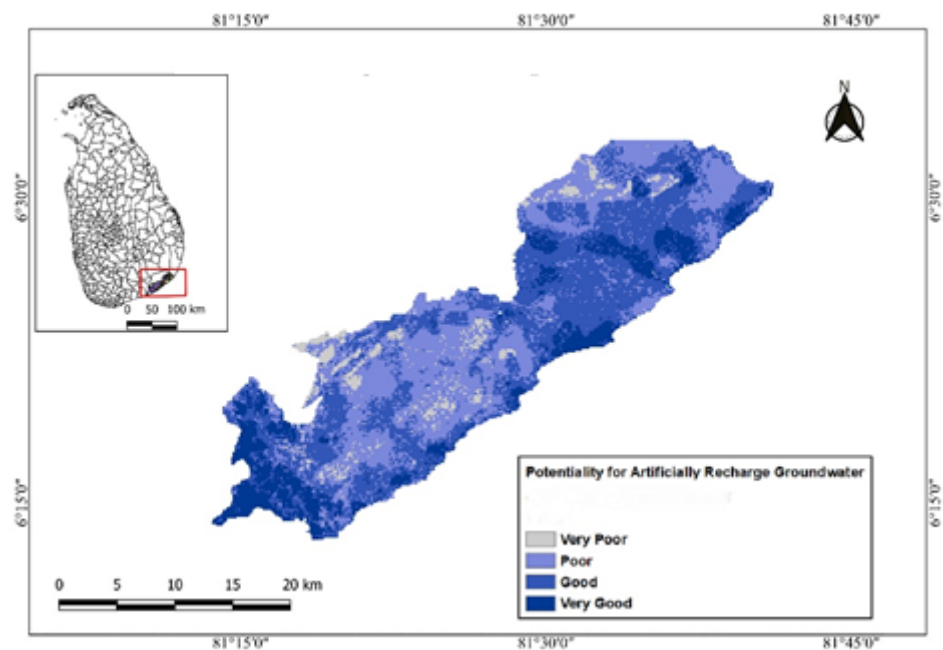 81°15'0" 81°30'0" 81°45'0"
N
6°30'0" 6°30'0"
0 50 100 km
6°15'0" 6°15'0"
Potentiality for Artificially Recharge Groundwater
Very Poor
Poor
Good
Very Good
0 5 10 15 20 km
81°15'0" 81°30'0" 81°45'0"